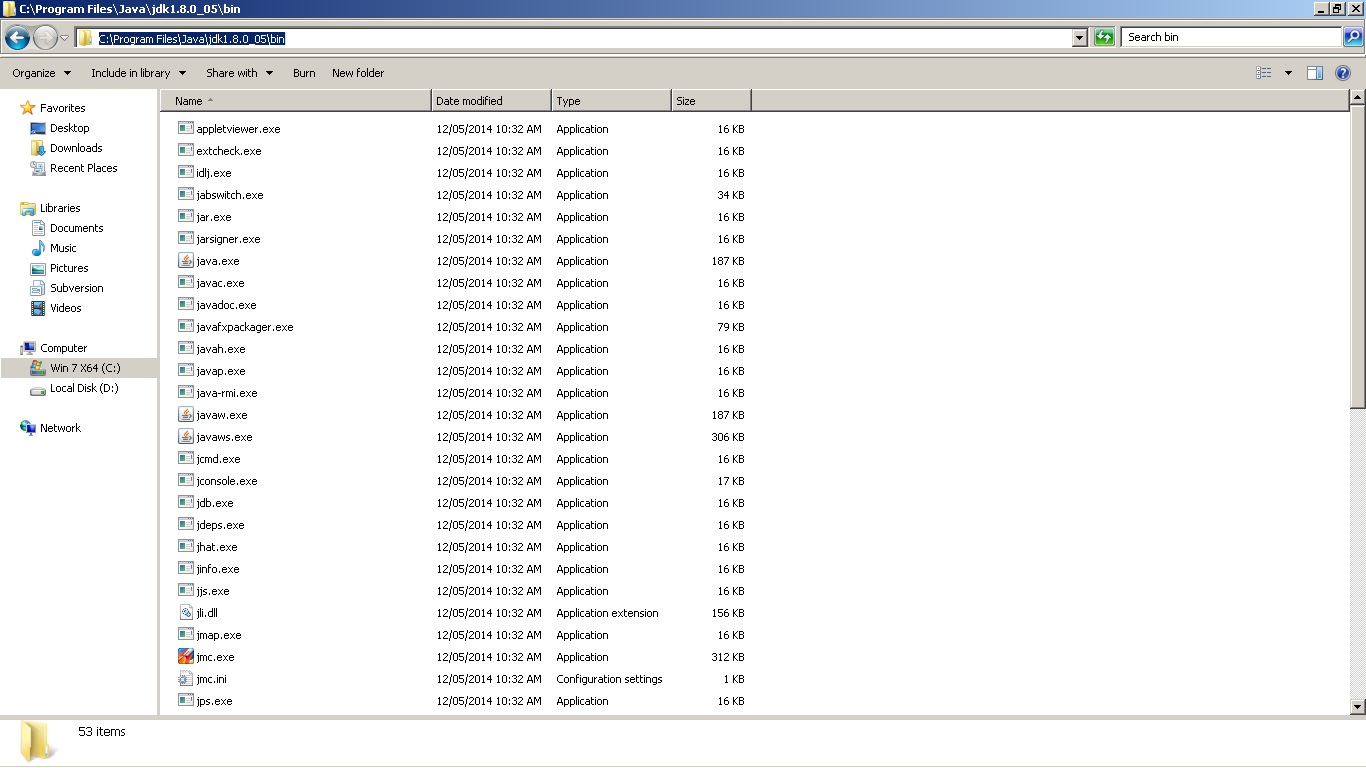 C:\Program Files\Java\jdk1.8.0_05\bin
C:\Program Files\Java\jdk1.8.0_05\bin
Search bin
Organize Include in library Share with Burn New folder
Favorites
Desktop
Downloads
Recent Places
Libraries
Documents
Music
Pictures
Subversion
Videos
Computer
Win 7 X64 (C:)
Local Disk (D:)
Network
Name Date modified Type Size
appletviewer.exe 12/05/2014 10:32 AM Application 16 KB
extcheck.exe 12/05/2014 10:32 AM Application 16 KB
idlj.exe 12/05/2014 10:32 AM Application 16 KB
jabswitch.exe 12/05/2014 10:32 AM Application 34 KB
jar.exe 12/05/2014 10:32 AM Application 16 KB
jarsigner.exe 12/05/2014 10:32 AM Application 16 KB
java.exe 12/05/2014 10:32 AM Application 187 KB
javac.exe 12/05/2014 10:32 AM Application 16 KB
javadoc.exe 12/05/2014 10:32 AM Application 16 KB
javafxpackager.exe 12/05/2014 10:32 AM Application 79 KB
javah.exe 12/05/2014 10:32 AM Application 16 KB
javap.exe 12/05/2014 10:32 AM Application 16 KB
java-rmi.exe 12/05/2014 10:32 AM Application 16 KB
javaw.exe 12/05/2014 10:32 AM Application 187 KB
javaws.exe 12/05/2014 10:32 AM Application 306 KB
jcmd.exe 12/05/2014 10:32 AM Application 16 KB
jconsole.exe 12/05/2014 10:32 AM Application 17 KB
jdb.exe 12/05/2014 10:32 AM Application 16 KB
jdeps.exe 12/05/2014 10:32 AM Application 16 KB
jhat.exe 12/05/2014 10:32 AM Application 16 KB
jinfo.exe 12/05/2014 10:32 AM Application 16 KB
jjs.exe 12/05/2014 10:32 AM Application 16 KB
jli.dll 12/05/2014 10:32 AM Application extension 156 KB
jmap.exe 12/05/2014 10:32 AM Application 16 KB
jmc.exe 12/05/2014 10:32 AM Application 312 KB
jmc.ini 12/05/2014 10:32 AM Configuration settings 1 KB
jps.exe 12/05/2014 10:32 AM Application 16 KB
53 items